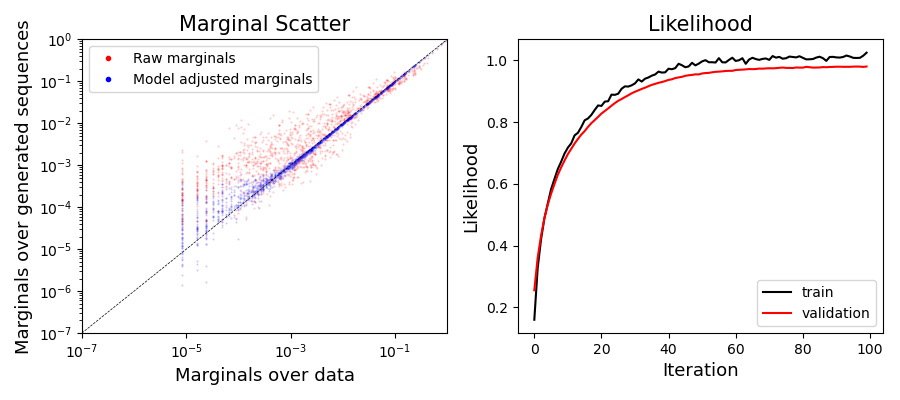 Marginal Scatter
Marginals over generated sequences
10⁰
10⁻¹
10⁻²
10⁻³
10⁻⁴
10⁻⁵
10⁻⁶
10⁻⁷
Raw marginals
Model adjusted marginals
10⁻⁷
10⁻⁵
10⁻³
10⁻¹
Marginals over data
Likelihood
Likelihood
1.0
0.8
0.6
0.4
0.2
train
validation
0
20
40
60
80
100
Iteration